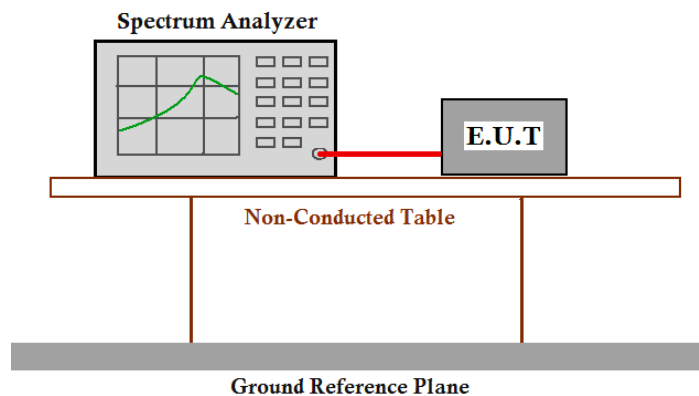 Spectrum Analyzer
E.U.T
Non-Conducted Table
Ground Reference Plane